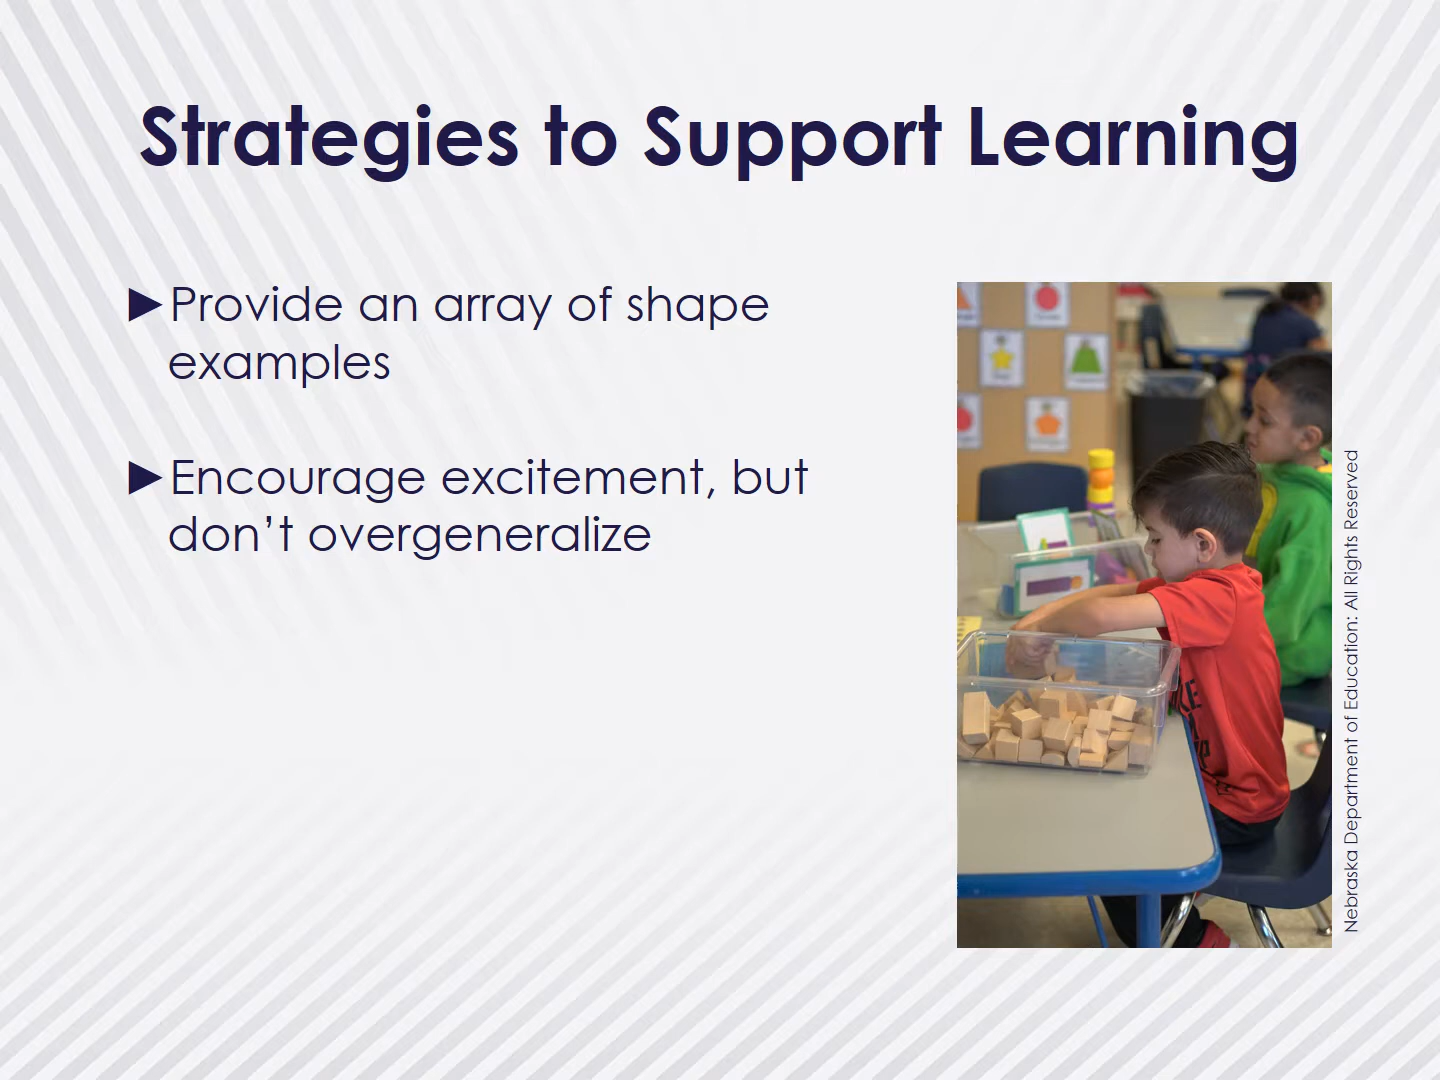 Strategies to Support Learning
►Provide an array of shape
examples
►Encourage excitement, but
don’t overgeneralize
Nebraska Department of Education: All Rights Reserved